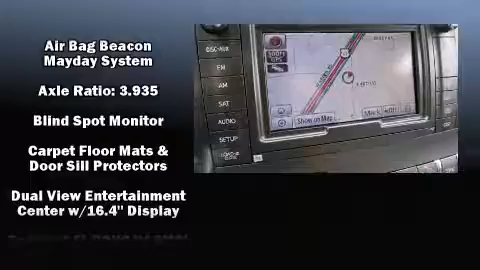 Air Bag Beacon
Mayday System
Axle Ratio: 3.935
Blind Spot Monitor
Carpet Floor Mats &
Door Sill Protectors
Dual View Entertainment
Center w/16.4" Display
DISC·AUX
FM
AM
SAT
AUDIO
SETUP
Show on Map